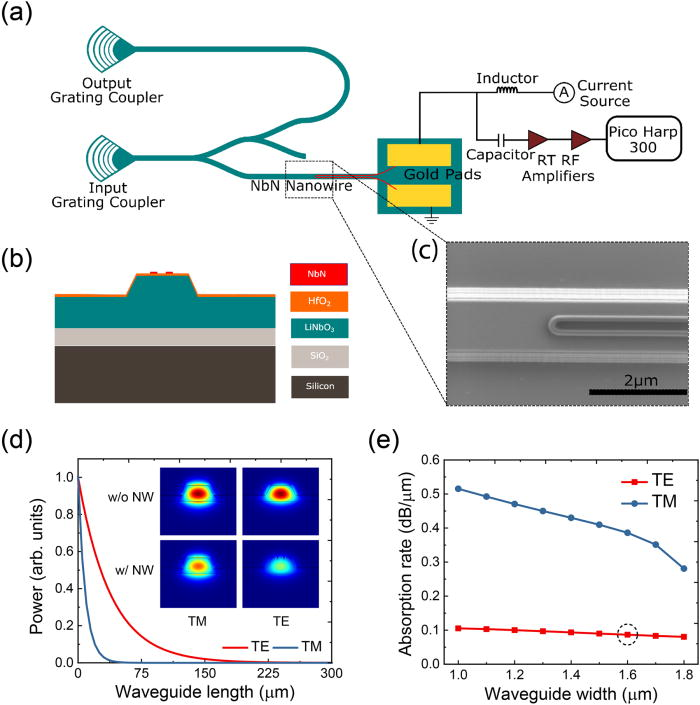 (a)
Output
Grating Coupler
Input
Grating Coupler
NbN Nanowire
Gold Pads
Inductor
A
Current
Source
Capacitor
RT RF
Amplifiers
Pico Harp
300
(b)
NbN
HfO2
LiNbO3
SiO2
Silicon
(c)
2μm
(d)
Power (arb. units)
1.0
0.8
0.6
0.4
0.2
0.0
w/o NW
w/ NW
TM
TE
TE
TM
0
75
150
225
300
Waveguide length (μm)
(e)
Absorption rate (dB/μm)
0.6
0.5
0.4
0.3
0.2
0.1
0.0
TE
TM
1.0
1.2
1.4
1.6
1.8
Waveguide width (μm)